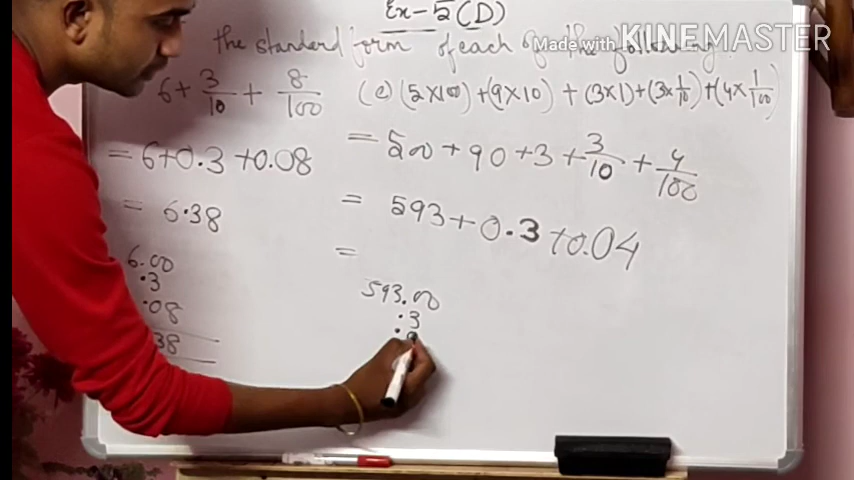 Ex-5(D)
the standard form of each of the following.
Made with KINEMASTER
6+ 3/10 + 8/100
(e) (5×100)+(9×10) + (3×1)+(3×1/10)+(4×1/100)
= 6+0.3 +0.08
= 500 + 90 +3 + 3/10 + 4/100
= 6.38
= 593+0.3+0.04
=
6.00
.3
.08
38
593.00
.3
.0